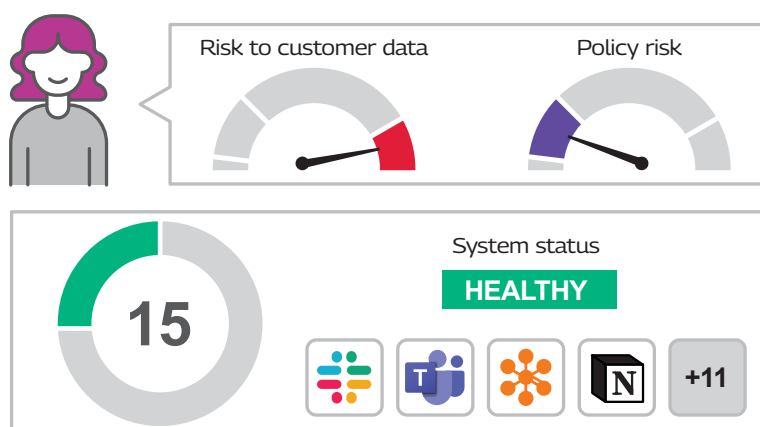 Risk to customer data
Policy risk
15
System status
HEALTHY
T
N
+11